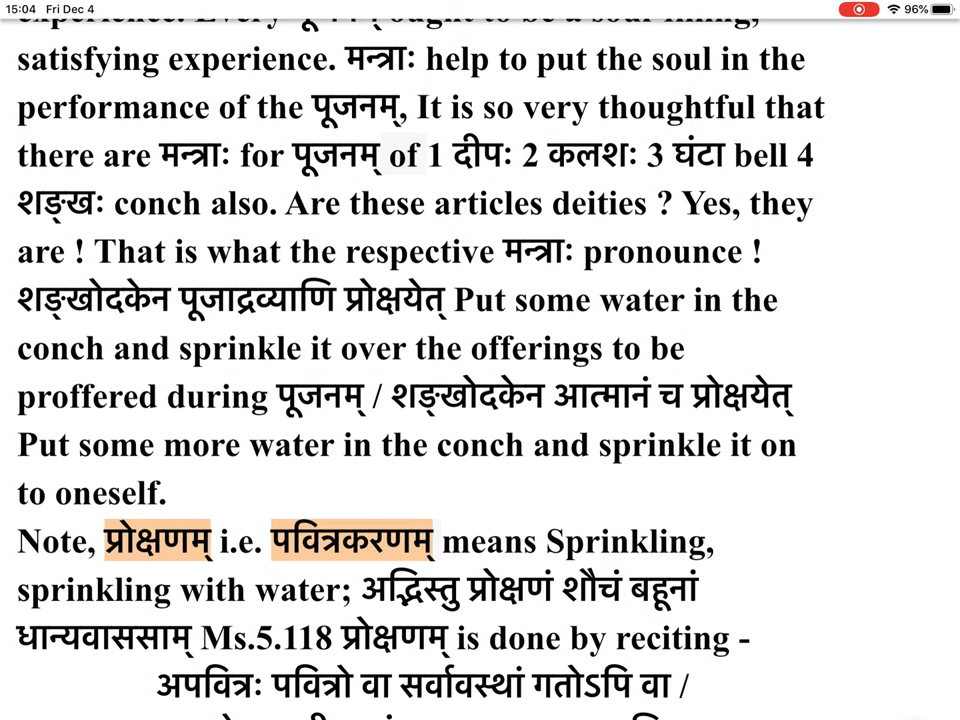 15:04 Fri Dec 4 96%
satisfying experience. मन्त्राः help to put the soul in the
performance of the पूजनम्, It is so very thoughtful that
there are मन्त्राः for पूजनम् of 1 दीपः 2 कलशः 3 घंटा bell 4
शङ्खः conch also. Are these articles deities ? Yes, they
are ! That is what the respective मन्त्राः pronounce !
शङ्खोदकेन पूजाद्रव्याणि प्रोक्षयेत् Put some water in the
conch and sprinkle it over the offerings to be
proffered during पूजनम् / शङ्खोदकेन आत्मानं च प्रोक्षयेत्
Put some more water in the conch and sprinkle it on
to oneself.
Note, प्रोक्षणम् i.e. पवित्रकरणम् means Sprinkling,
sprinkling with water; अद्भिस्तु प्रोक्षणं शौचं बहूनां
धान्यवाससाम् Ms.5.118 प्रोक्षणम् is done by reciting -
अपवित्रः पवित्रो वा सर्वावस्थां गतोऽपि वा /